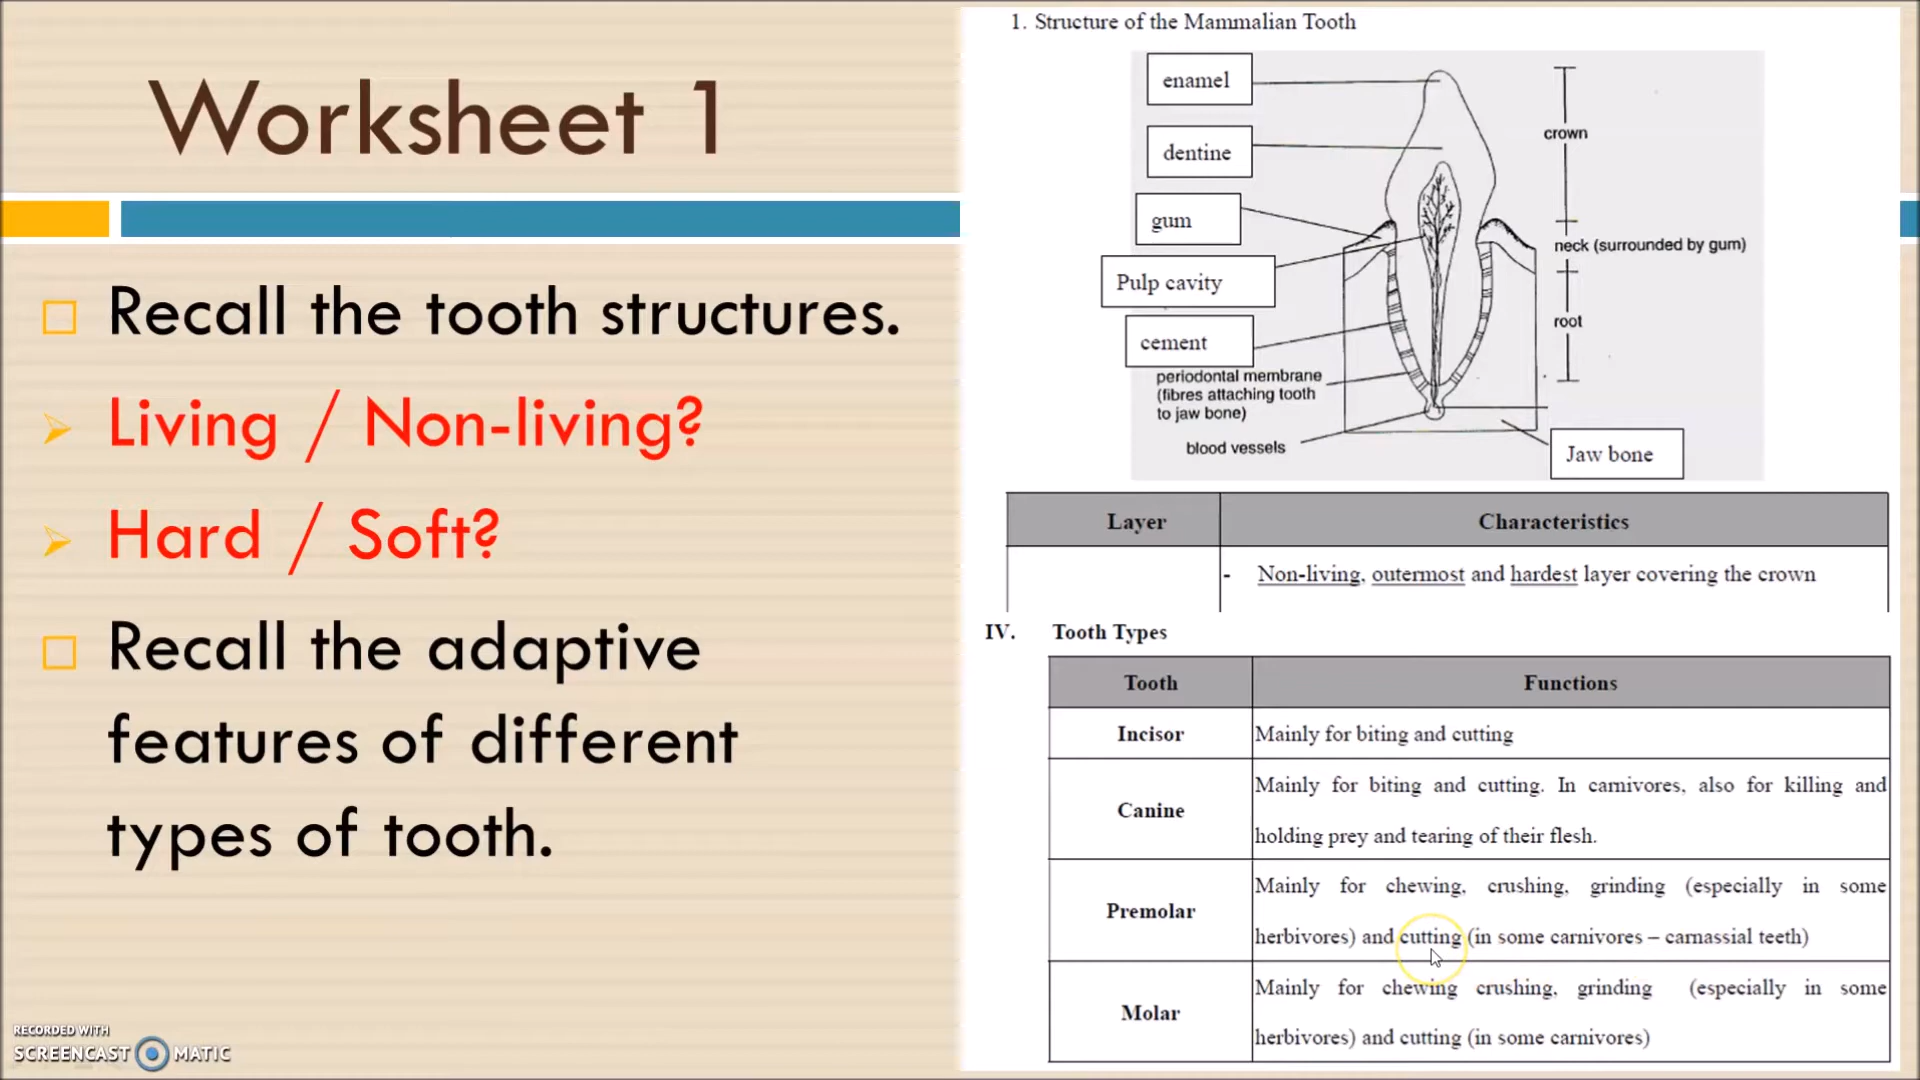 Worksheet 1
Recall the tooth structures.
Living / Non-living?
Hard / Soft?
Recall the adaptive
features of different
types of tooth.
RECORDED WITH
SCREENCAST MATIC
1. Structure of the Mammalian Tooth
enamel
dentine
gum
Pulp cavity
cement
periodontal membrane
(fibres attaching tooth
to jaw bone)
blood vessels
crown
neck (surrounded by gum)
root
Jaw bone
Layer Characteristics
- Non-living, outermost and hardest layer covering the crown
IV. Tooth Types
Tooth Functions
Incisor Mainly for biting and cutting
Canine Mainly for biting and cutting. In carnivores, also for killing and
holding prey and tearing of their flesh.
Premolar Mainly for chewing, crushing, grinding (especially in some
herbivores) and cutting (in some carnivores – carnassial teeth)
Molar Mainly for chewing crushing, grinding (especially in some
herbivores) and cutting (in some carnivores)